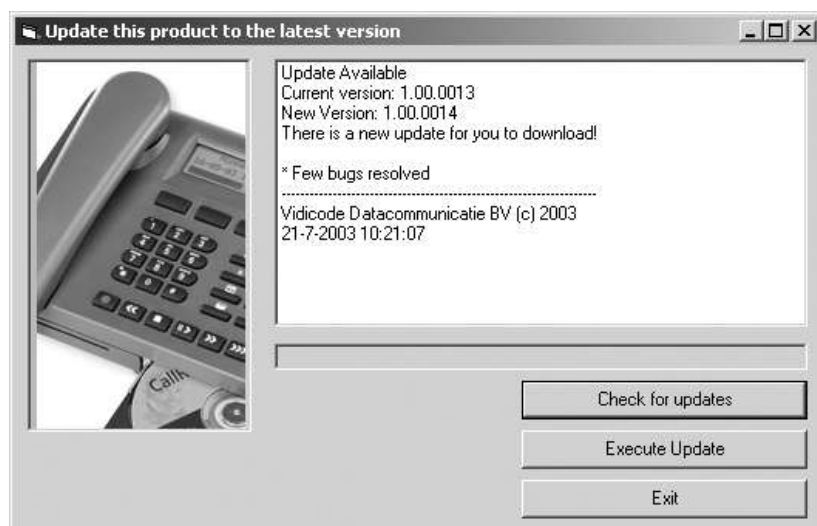 Update this product to the latest version
Update Available
Current version: 1.00.0013
New Version: 1.00.0014
There is a new update for you to download!
* Few bugs resolved
--------------------------------------------------------------------------------
Vidicode Datacommunicatie BV (c) 2003
21-7-2003 10:21:07
Check for updates
Execute Update
Exit